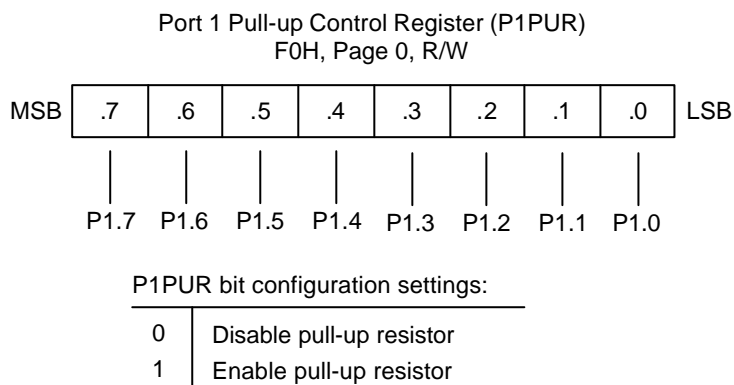 Port 1 Pull-up Control Register (P1PUR)
F0H, Page 0, R/W
MSB .7 .6 .5 .4 .3 .2 .1 .0 LSB
P1.7 P1.6 P1.5 P1.4 P1.3 P1.2 P1.1 P1.0
P1PUR bit configuration settings:
0 Disable pull-up resistor
1 Enable pull-up resistor